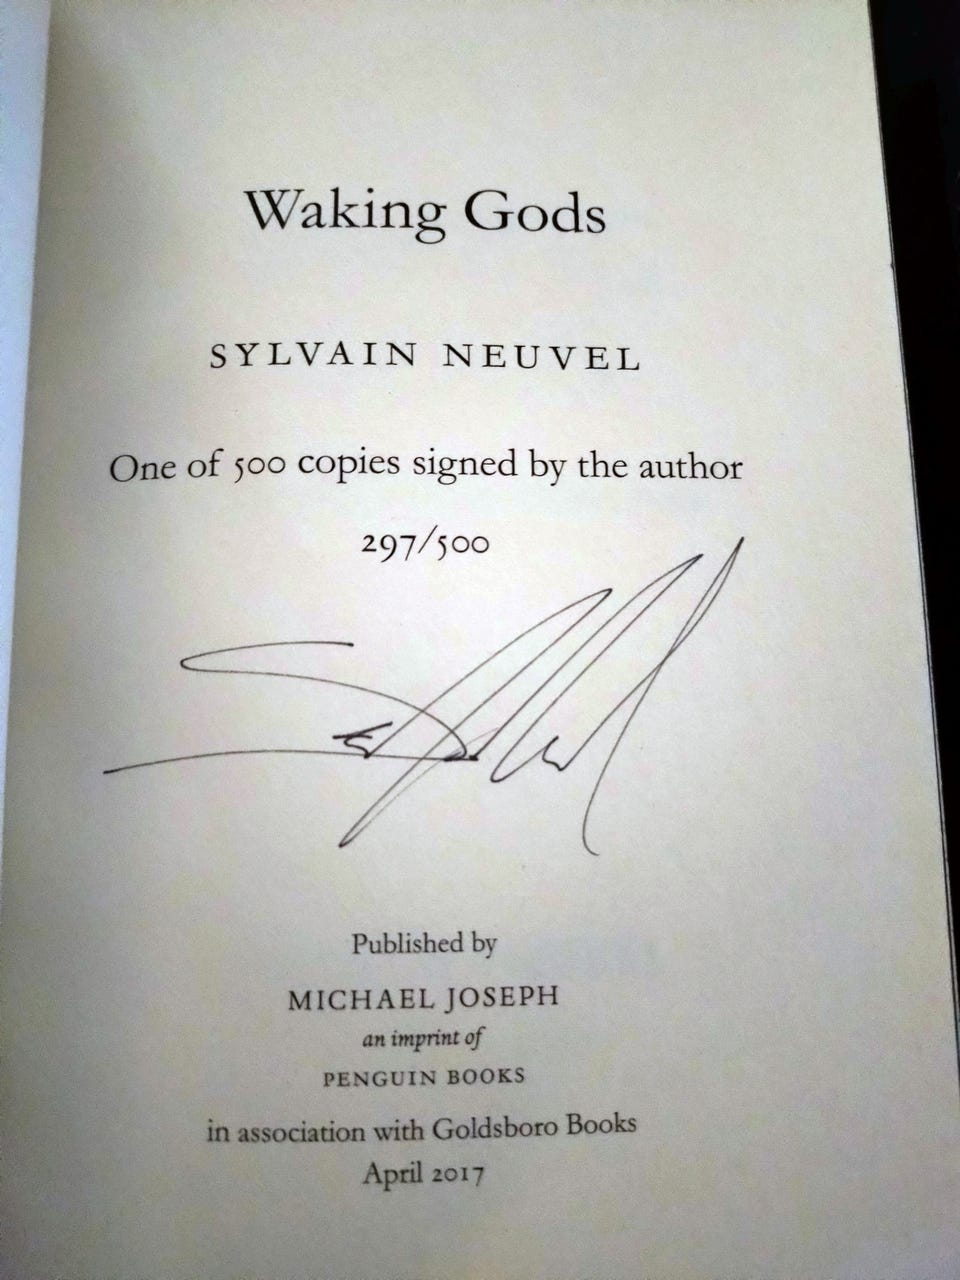 Waking Gods
SYLVAIN NEUVEL
One of 500 copies signed by the author
297/500
Published by
MICHAEL JOSEPH
an imprint of
PENGUIN BOOKS
in association with Goldsboro Books
April 2017